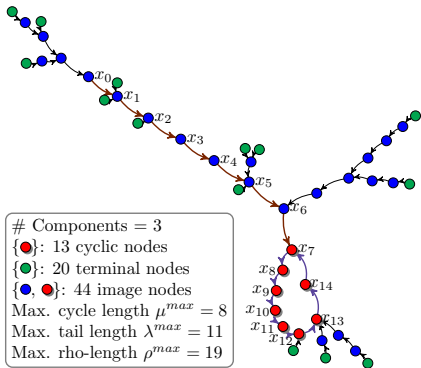 x₀
x₁
x₂
x₃
x₄
x₅
x₆
x₇
x₈
x₁₄
x₉
x₁₀
x₁₁
x₁₃
x₁₂
# Components = 3
{●}: 13 cyclic nodes
{●}: 20 terminal nodes
{●, ●}: 44 image nodes
Max. cycle length μᵐᵃˣ = 8
Max. tail length λᵐᵃˣ = 11
Max. rho-length ρᵐᵃˣ = 19